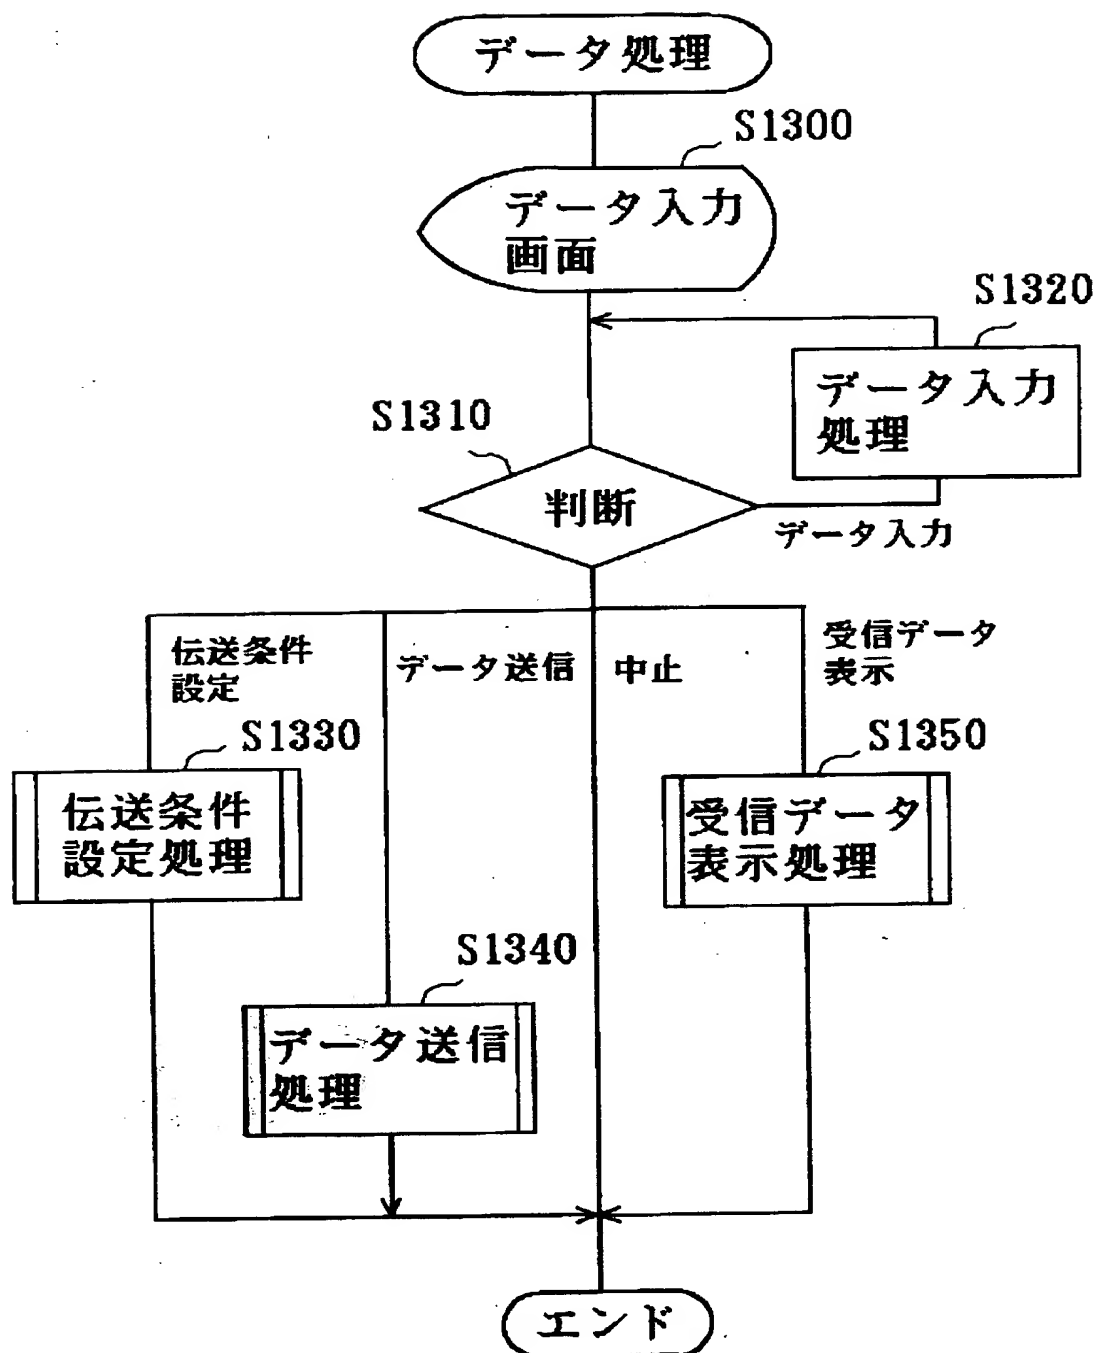 データ処理
S1300
データ入力
画面
S1320
データ入力
処理
S1310
判断
データ入力
伝送条件
設定
データ送信
中止
受信データ
表示
S1330
伝送条件
設定処理
S1350
受信データ
表示処理
S1340
データ送信
処理
エンド